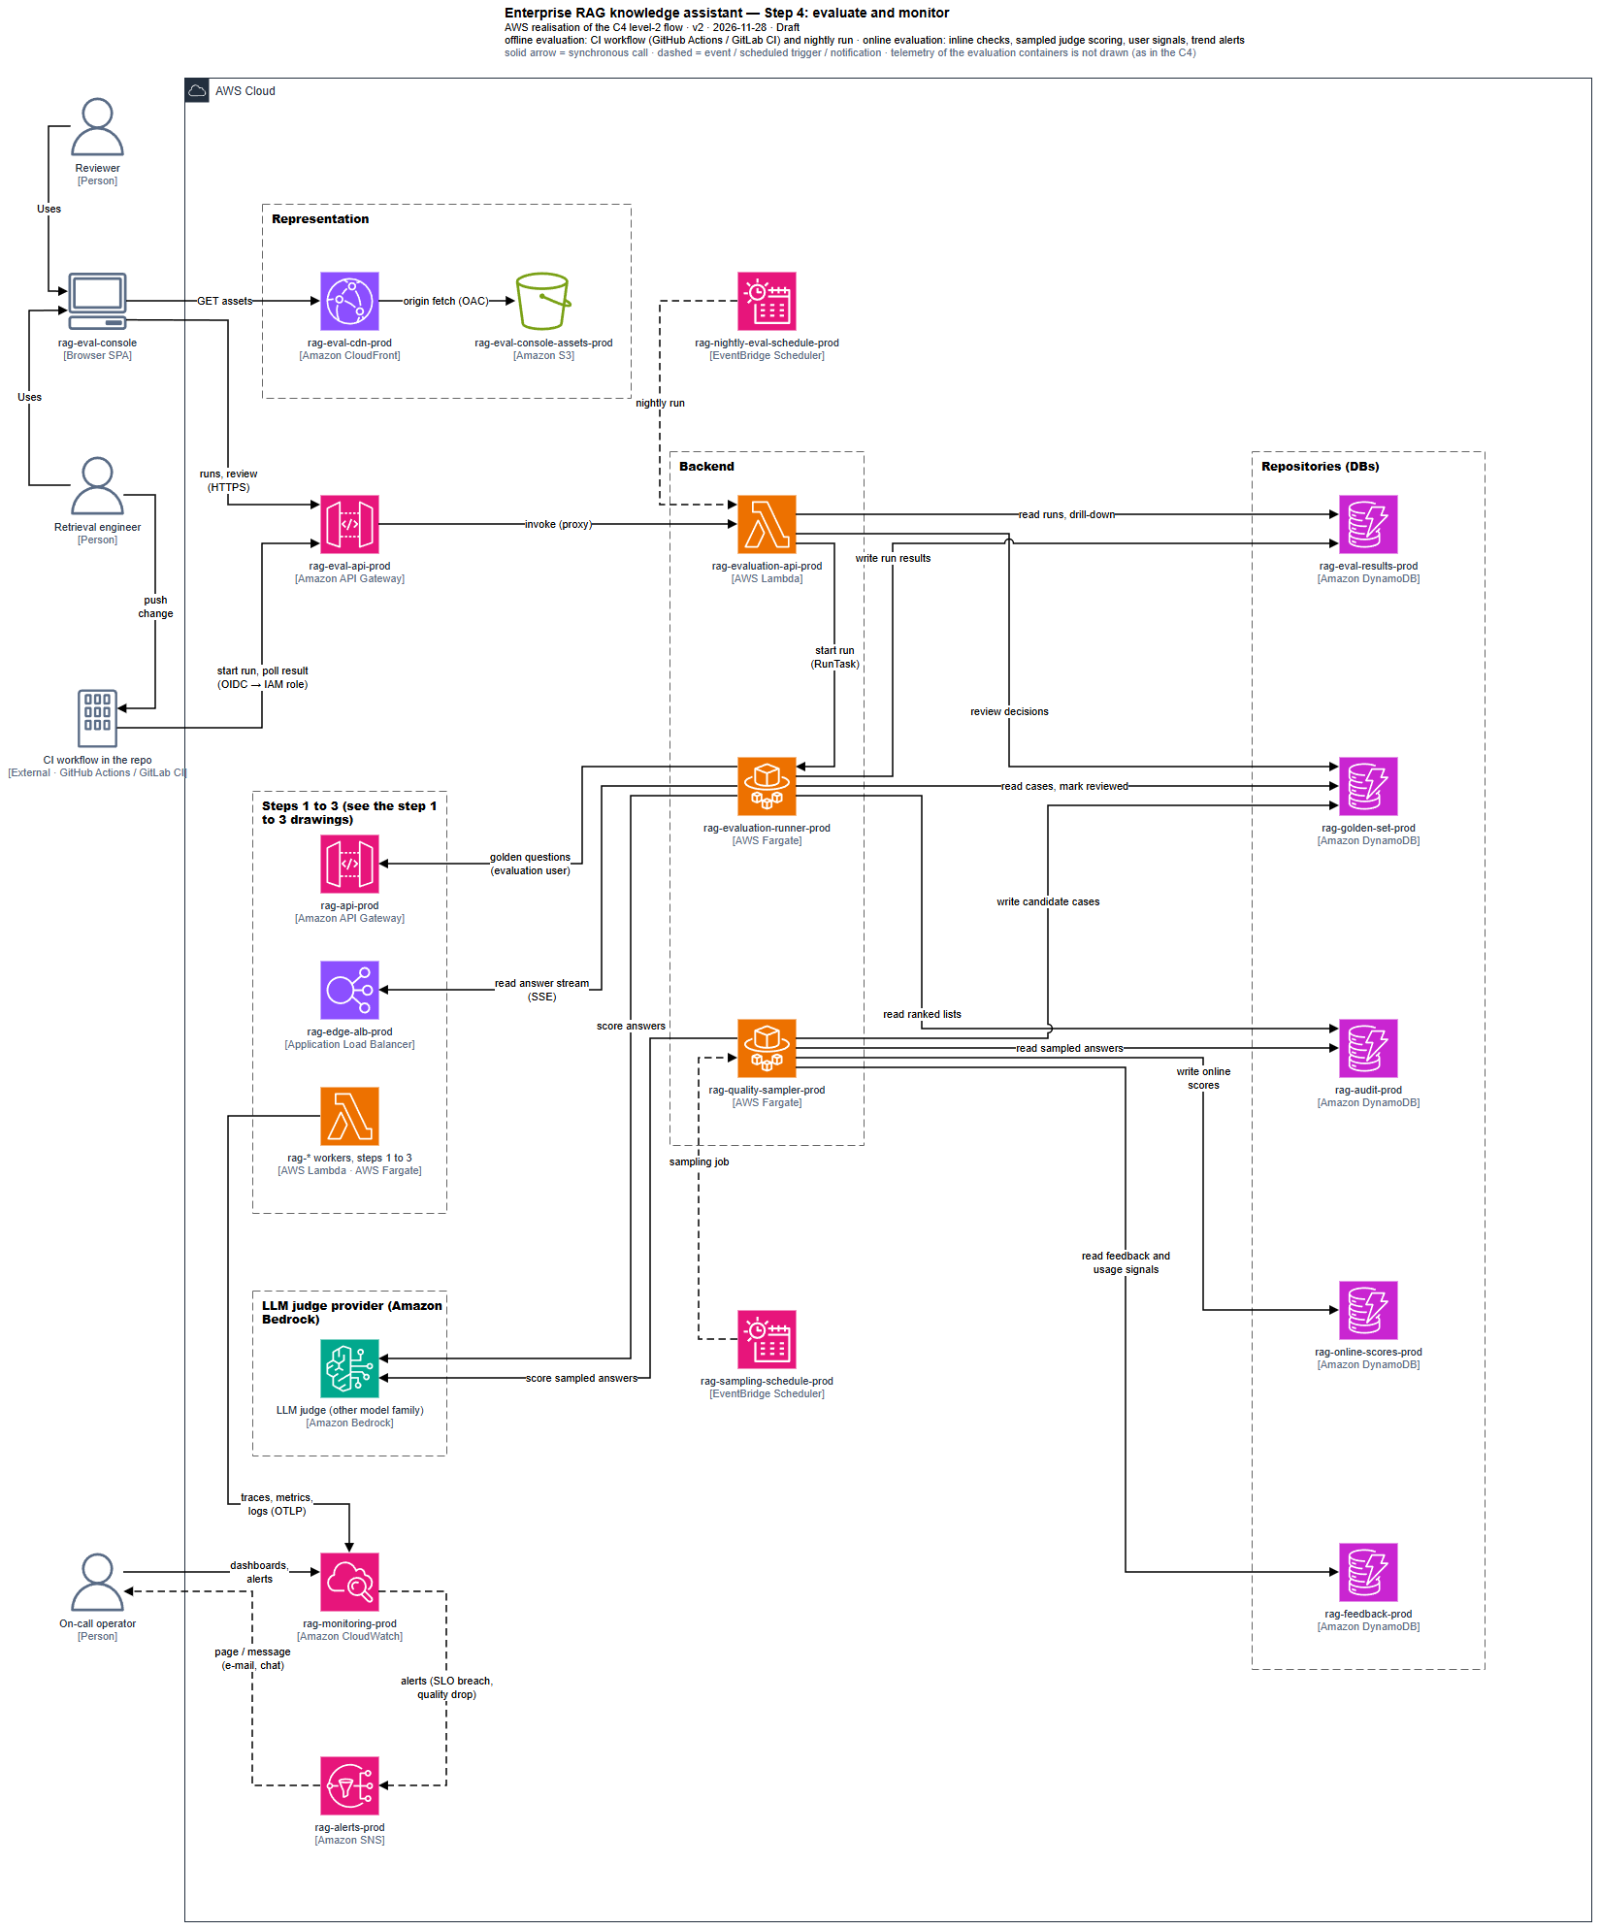 Enterprise RAG knowledge assistant — Step 4: evaluate and monitor
AWS realisation of the C4 level-2 flow · v2 · 2026-11-28 · Draft
offline evaluation: CI workflow (GitHub Actions / GitLab CI) and nightly run · online evaluation: inline checks, sampled judge scoring, user signals, trend alerts
solid arrow = synchronous call · dashed = event / scheduled trigger / notification · telemetry of the evaluation containers is not drawn (as in the C4)
AWS Cloud
Reviewer
[Person]
Uses
Representation
GET assets
origin fetch (OAC)
rag-eval-console
[Browser SPA]
rag-eval-cdn-prod
[Amazon CloudFront]
rag-eval-console-assets-prod
[Amazon S3]
rag-nightly-eval-schedule-prod
[EventBridge Scheduler]
Uses
nightly run
Backend
Repositories (DBs)
runs, review
(HTTPS)
Retrieval engineer
[Person]
invoke (proxy)
read runs, drill-down
write run results
rag-eval-api-prod
[Amazon API Gateway]
rag-evaluation-api-prod
[AWS Lambda]
rag-eval-results-prod
[Amazon DynamoDB]
push
change
start run
(RunTask)
start run, poll result
(OIDC → IAM role)
review decisions
CI workflow in the repo
[External · GitHub Actions / GitLab CI]
read cases, mark reviewed
Steps 1 to 3 (see the step 1
to 3 drawings)
rag-evaluation-runner-prod
[AWS Fargate]
rag-golden-set-prod
[Amazon DynamoDB]
golden questions
(evaluation user)
rag-api-prod
[Amazon API Gateway]
write candidate cases
read answer stream
(SSE)
rag-edge-alb-prod
[Application Load Balancer]
score answers
read ranked lists
read sampled answers
write online
scores
rag-quality-sampler-prod
[AWS Fargate]
rag-audit-prod
[Amazon DynamoDB]
rag-* workers, steps 1 to 3
[AWS Lambda · AWS Fargate]
sampling job
read feedback and
usage signals
LLM judge provider (Amazon
Bedrock)
score sampled answers
rag-online-scores-prod
[Amazon DynamoDB]
rag-sampling-schedule-prod
[EventBridge Scheduler]
LLM judge (other model family)
[Amazon Bedrock]
traces, metrics,
logs (OTLP)
dashboards,
alerts
On-call operator
[Person]
rag-monitoring-prod
[Amazon CloudWatch]
rag-feedback-prod
[Amazon DynamoDB]
page / message
(e-mail, chat)
alerts (SLO breach,
quality drop)
rag-alerts-prod
[Amazon SNS]